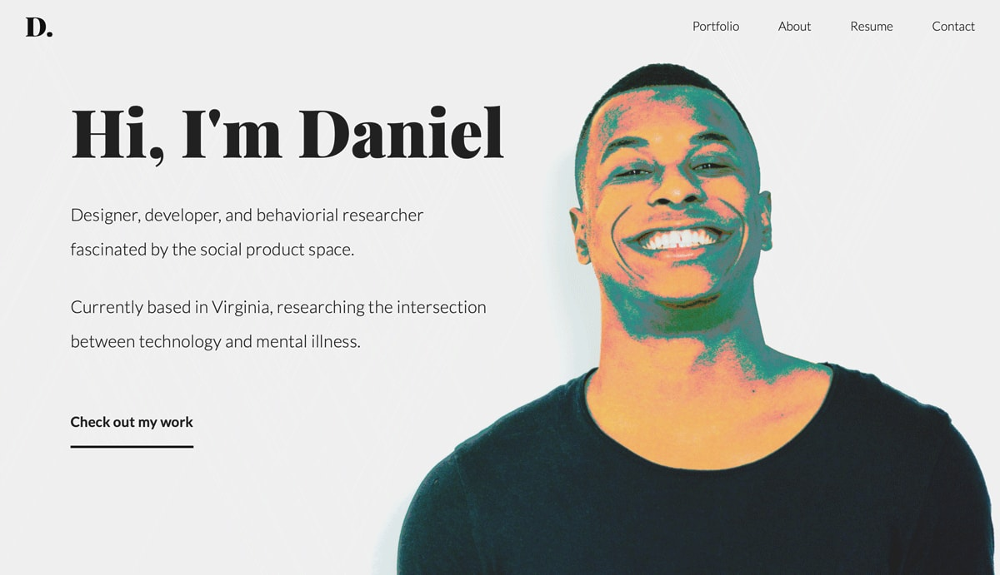 D.
Portfolio About Resume Contact
Hi, I'm Daniel
Designer, developer, and behaviorial researcher
fascinated by the social product space.
Currently based in Virginia, researching the intersection
between technology and mental illness.
Check out my work